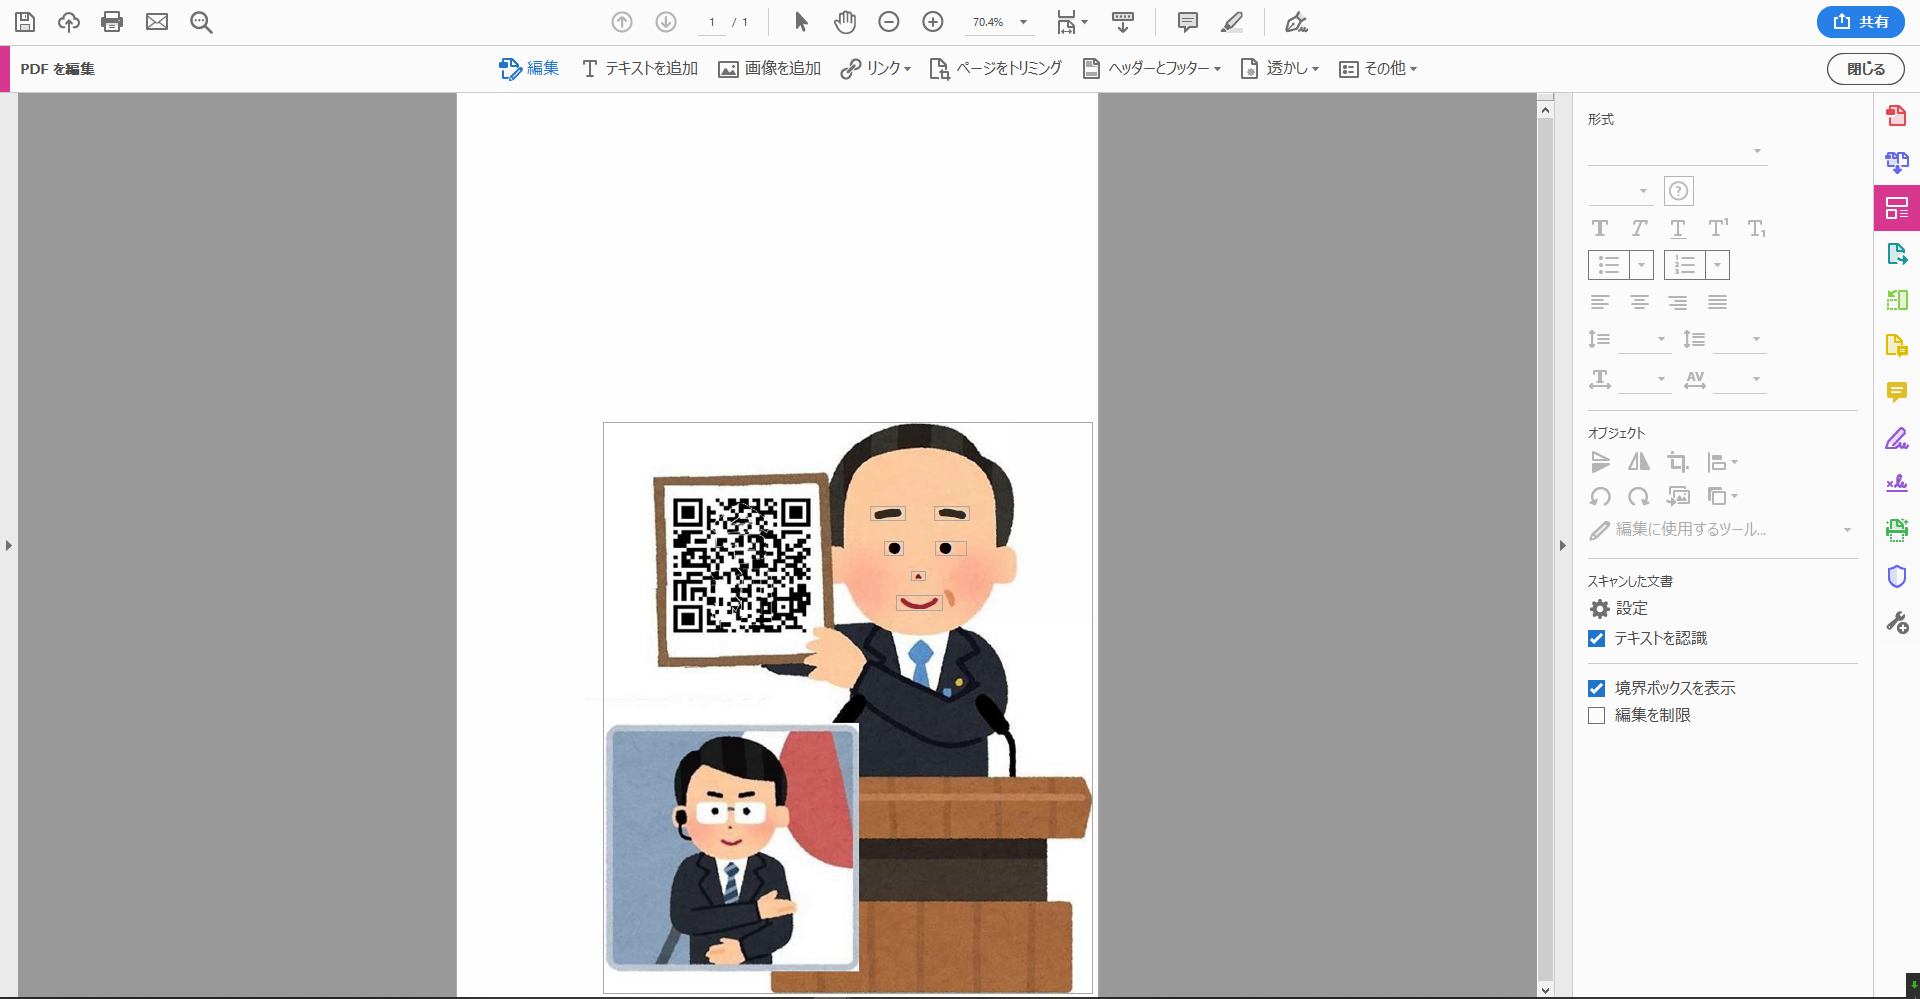 1 / 1
70.4%
共有
PDF を編集
編集
テキストを追加
画像を追加
リンク
ページをトリミング
ヘッダーとフッター
透かし
その他
閉じる
形式
オブジェクト
編集に使用するツール...
スキャンした文書
設定
テキストを認識
境界ボックスを表示
編集を制限